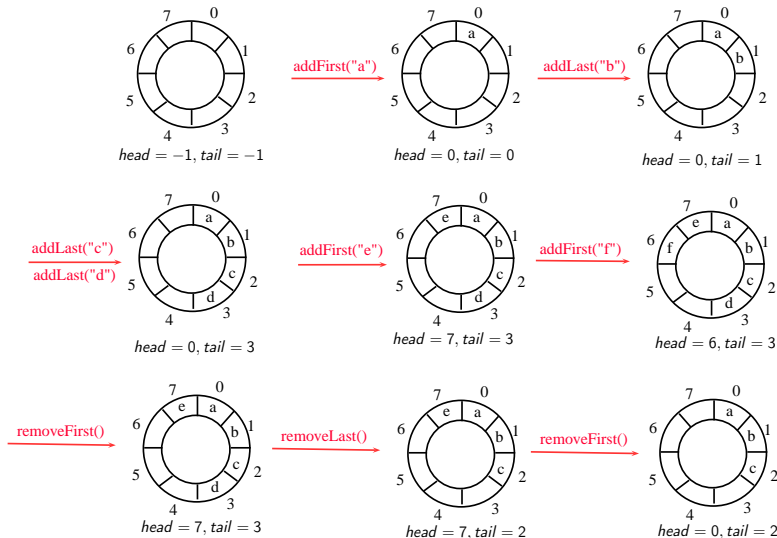 7 0
6 1
5 2
4 3
head = −1, tail = −1
addFirst("a")
7 0
a
6 1
5 2
4 3
head = 0, tail = 0
addLast("b")
7 0
a
6 b 1
5 2
4 3
head = 0, tail = 1
addLast("c")
addLast("d")
7 0
a
6 b 1
c
5 d 2
4 3
head = 0, tail = 3
addFirst("e")
7 0
e a
6 b 1
c
5 d 2
4 3
head = 7, tail = 3
addFirst("f")
7 0
e a
6 f b 1
c
5 d 2
4 3
head = 6, tail = 3
removeFirst()
7 0
e a
6 b 1
c
5 d 2
4 3
head = 7, tail = 3
removeLast()
7 0
e a
6 b 1
c
5 2
4 3
head = 7, tail = 2
removeFirst()
7 0
a
6 b 1
c
5 2
4 3
head = 0, tail = 2